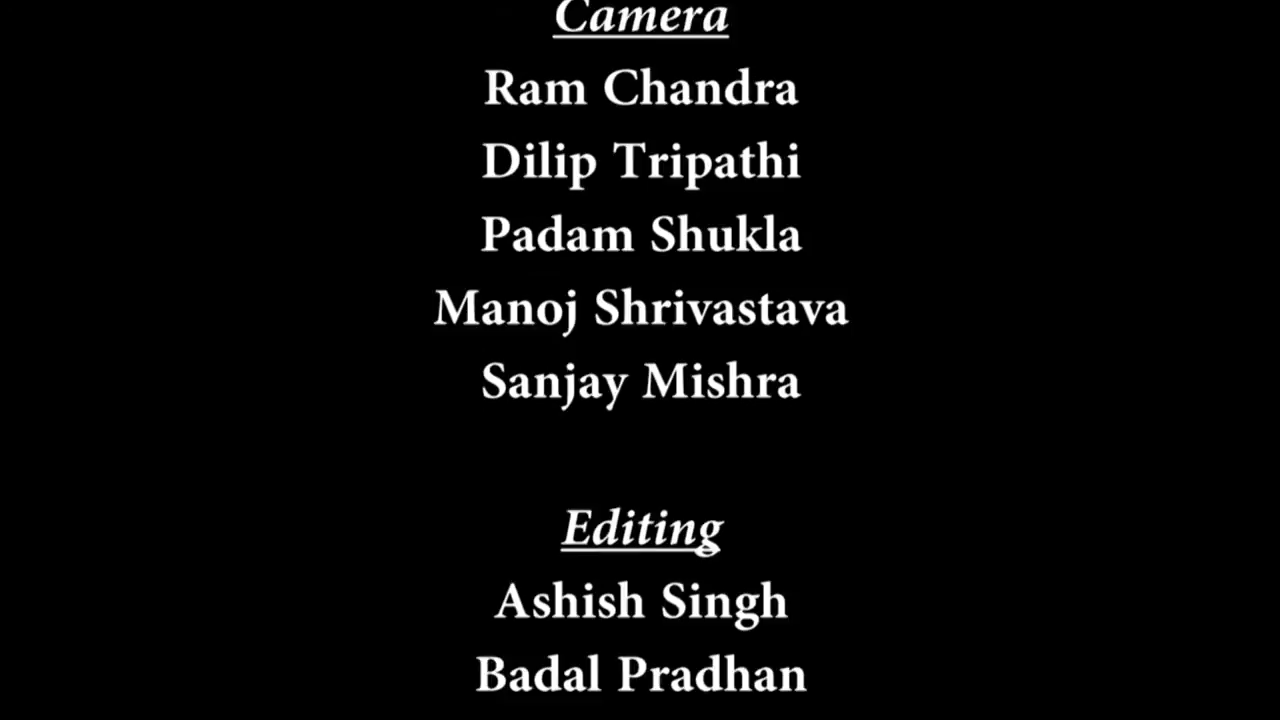 Camera
Ram Chandra
Dilip Tripathi
Padam Shukla
Manoj Shrivastava
Sanjay Mishra
Editing
Ashish Singh
Badal Pradhan